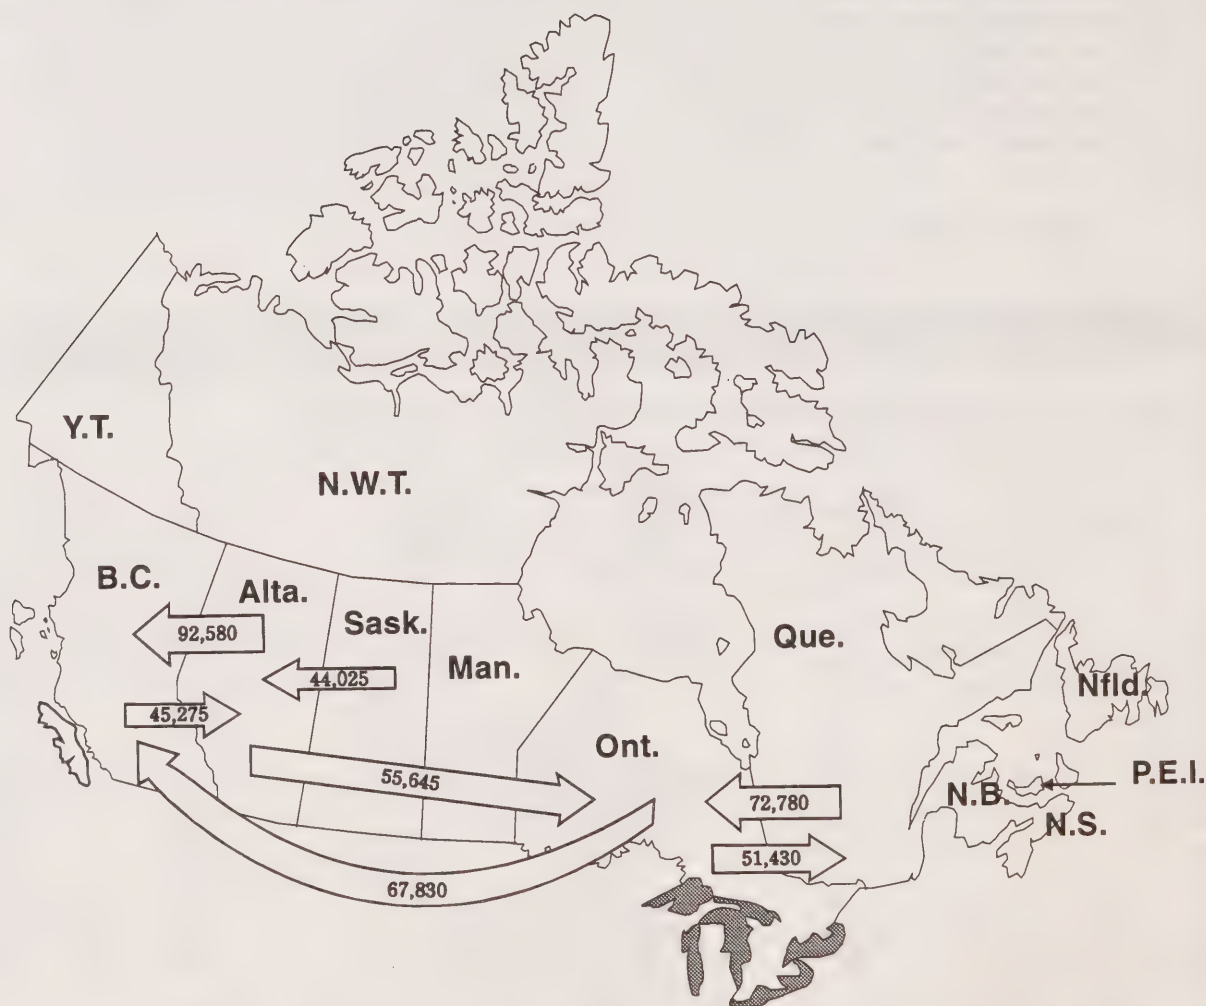 Y.T.
N.W.T.
B.C.
Alta.
Sask.
Man.
Ont.
Que.
Nfld.
P.E.I.
N.B.
N.S.
92,580
44,025
45,275
55,645
67,830
72,780
51,430